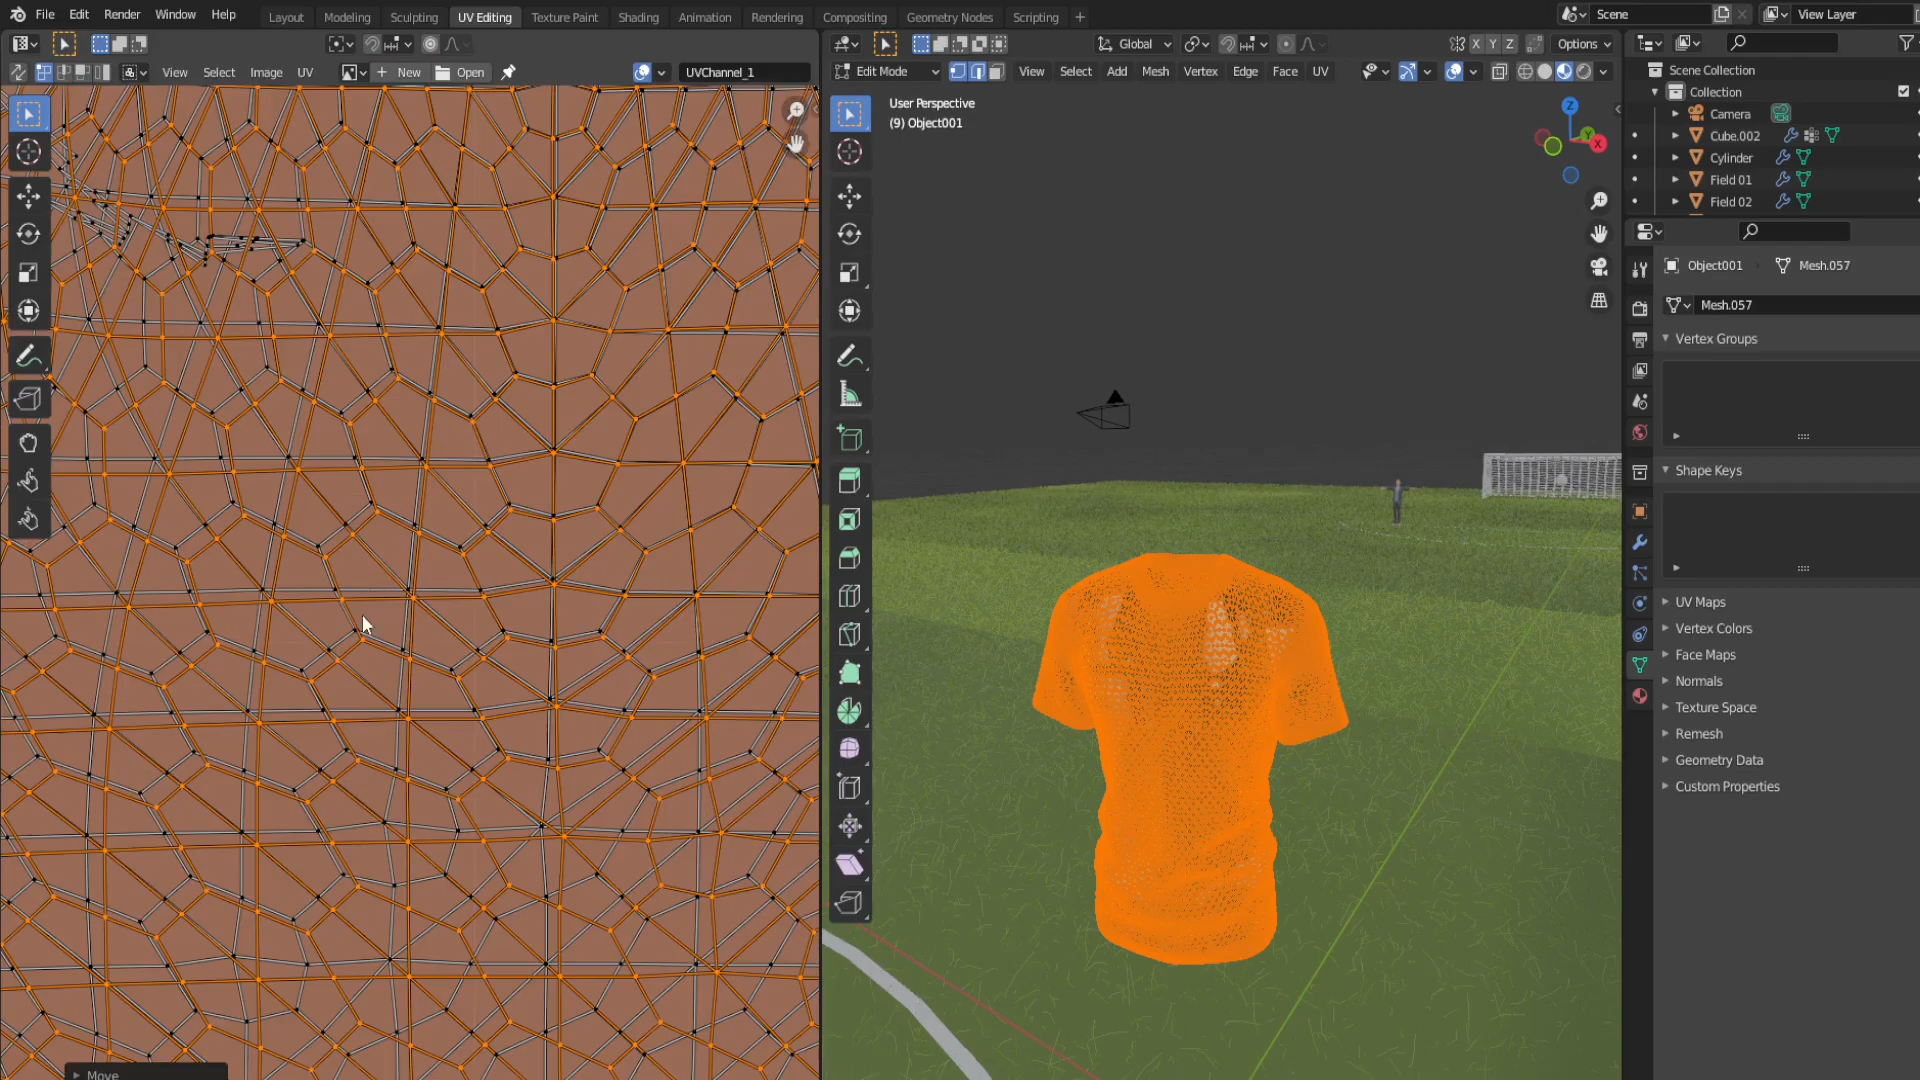 File Edit Render Window Help Layout Modeling Sculpting UV Editing Texture Paint Shading Animation Rendering Compositing Geometry Nodes Scripting + Scene View Layer
Global X Y Z Options
View Select Image UV New Open UVChannel_1 Edit Mode View Select Add Mesh Vertex Edge Face UV
Scene Collection
Collection
Camera
Cube.002
Cylinder
Field 01
Field 02
User Perspective
(9) Object001
Z
Y
X
Object001 Mesh.057
Mesh.057
Vertex Groups
Shape Keys
UV Maps
Vertex Colors
Face Maps
Normals
Texture Space
Remesh
Geometry Data
Custom Properties
Move